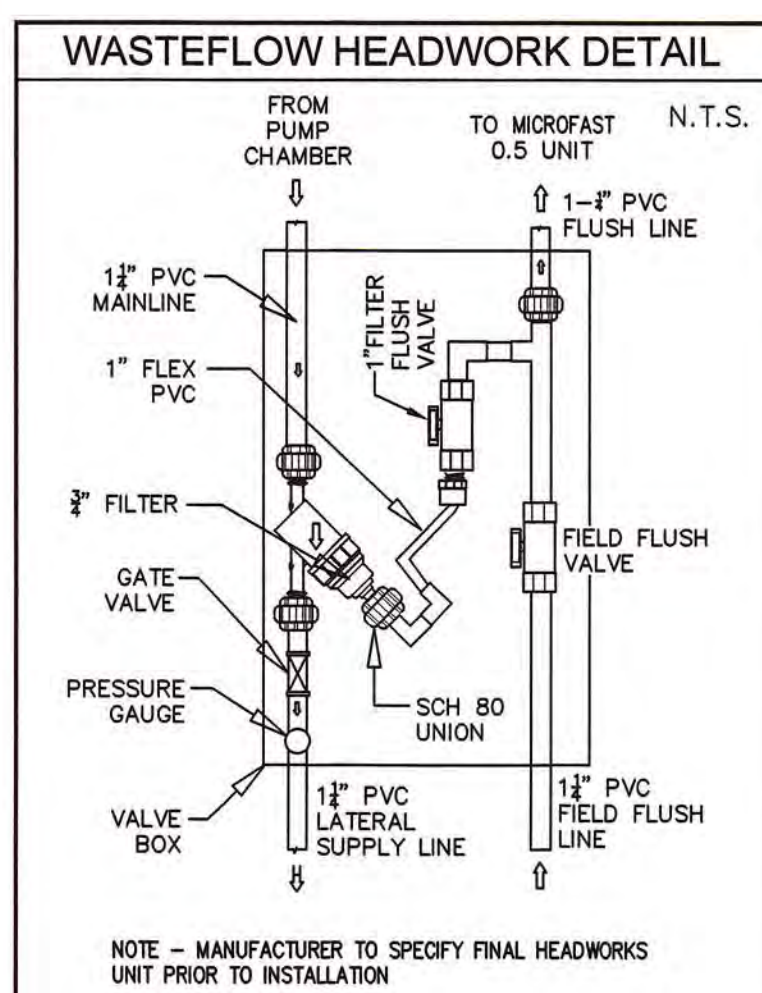 WASTEFLOW HEADWORK DETAIL
FROM
PUMP
CHAMBER
TO MICROFAST
0.5 UNIT
N.T.S.
1-¼" PVC
FLUSH LINE
1¼" PVC
MAINLINE
1" FILTER
FLUSH
VALVE
1" FLEX
PVC
¾" FILTER
GATE
VALVE
FIELD FLUSH
VALVE
PRESSURE
GAUGE
SCH 80
UNION
VALVE
BOX
1¼" PVC
LATERAL
SUPPLY LINE
1¼" PVC
FIELD FLUSH
LINE
NOTE – MANUFACTURER TO SPECIFY FINAL HEADWORKS
UNIT PRIOR TO INSTALLATION